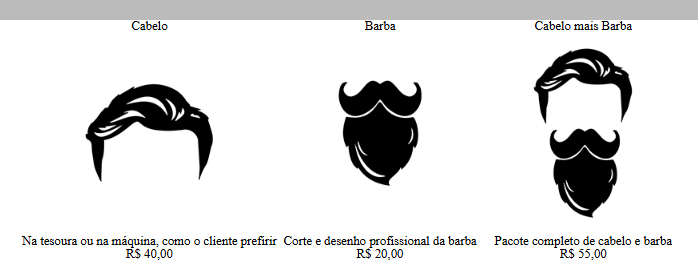 Cabelo
Barba
Cabelo mais Barba
Na tesoura ou na máquina, como o cliente prefirir
Corte e desenho profissional da barba
Pacote completo de cabelo e barba
R$ 40,00
R$ 20,00
R$ 55,00